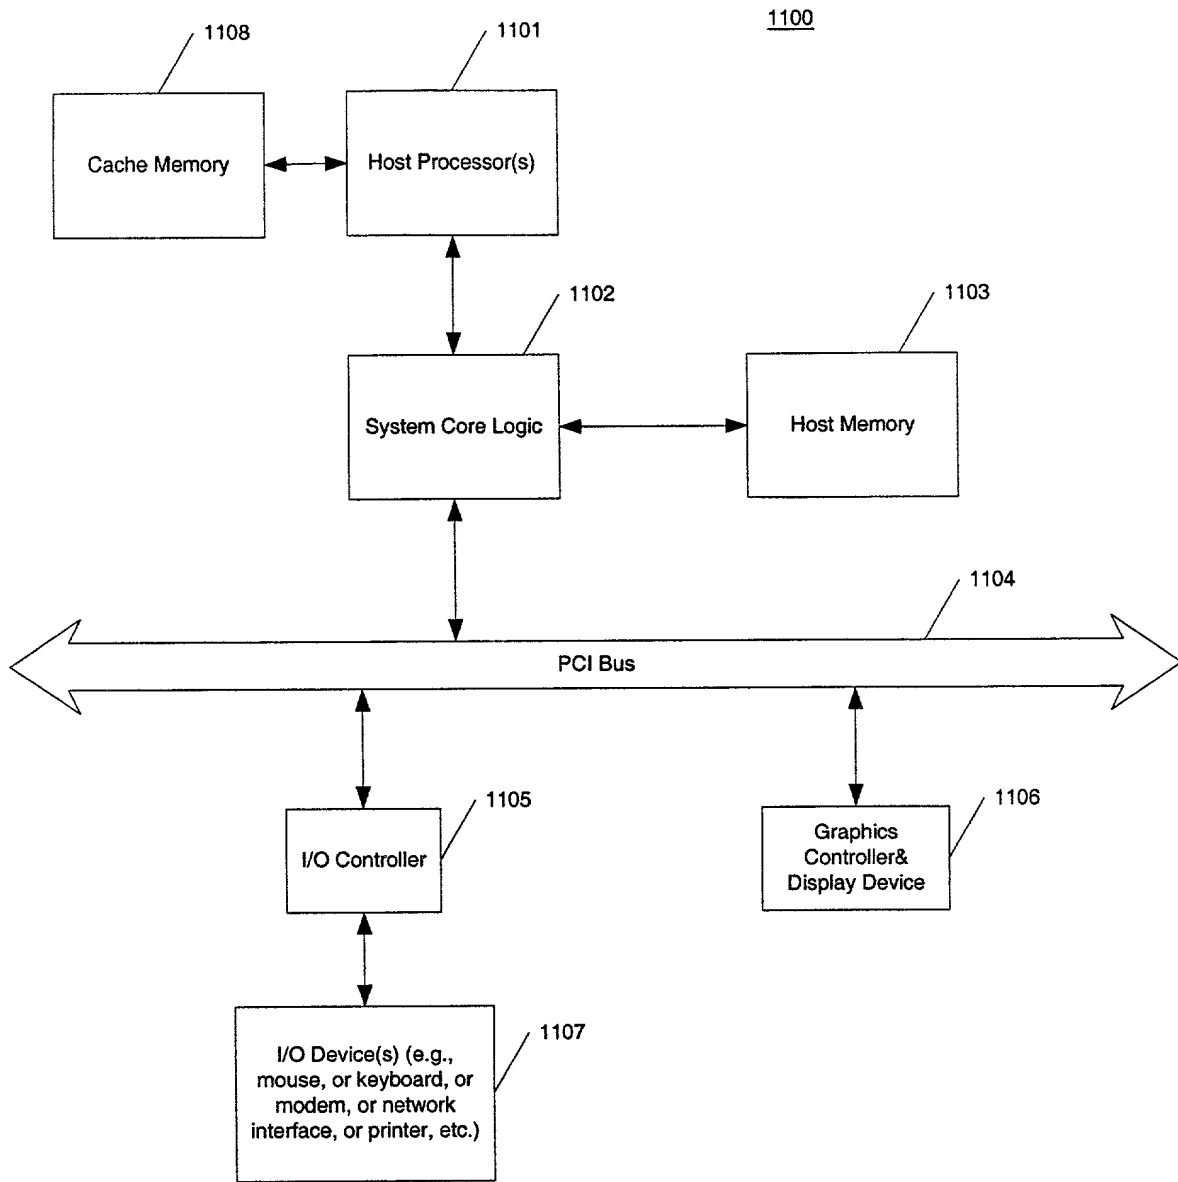 1100
1108
1101
Cache Memory
Host Processor(s)
1102
1103
System Core Logic
Host Memory
1104
PCI Bus
1105
1106
I/O Controller
Graphics
Controller&
Display Device
1107
I/O Device(s) (e.g.,
mouse, or keyboard, or
modem, or network
interface, or printer, etc.)